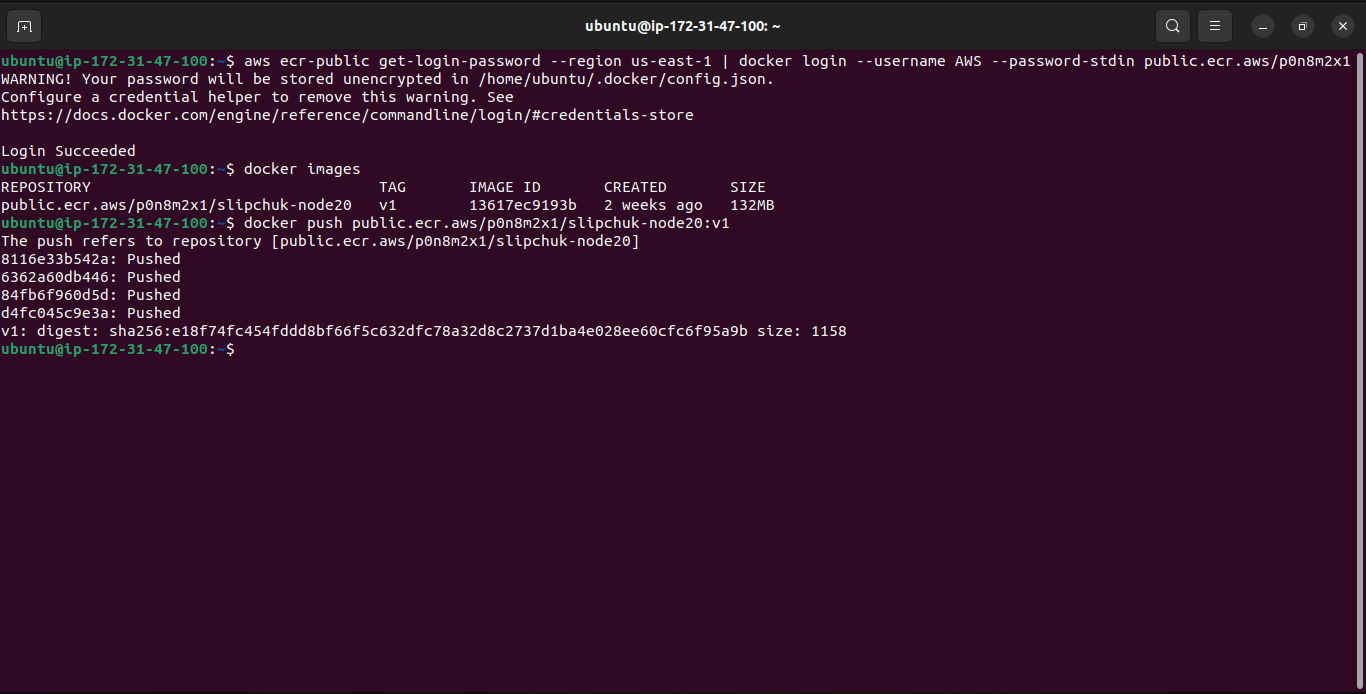 ubuntu@ip-172-31-47-100: ~
ubuntu@ip-172-31-47-100:~$ aws ecr-public get-login-password --region us-east-1 | docker login --username AWS --password-stdin public.ecr.aws/p0n8m2x1
WARNING! Your password will be stored unencrypted in /home/ubuntu/.docker/config.json.
Configure a credential helper to remove this warning. See
https://docs.docker.com/engine/reference/commandline/login/#credentials-store
Login Succeeded
ubuntu@ip-172-31-47-100:~$ docker images
REPOSITORY                                TAG       IMAGE ID       CREATED       SIZE
public.ecr.aws/p0n8m2x1/slipchuk-node20   v1        13617ec9193b   2 weeks ago   132MB
ubuntu@ip-172-31-47-100:~$ docker push public.ecr.aws/p0n8m2x1/slipchuk-node20:v1
The push refers to repository [public.ecr.aws/p0n8m2x1/slipchuk-node20]
8116e33b542a: Pushed
6362a60db446: Pushed
84fb6f960d5d: Pushed
d4fc045c9e3a: Pushed
v1: digest: sha256:e18f74fc454fddd8bf66f5c632dfc78a32d8c2737d1ba4e028ee60cfc6f95a9b size: 1158
ubuntu@ip-172-31-47-100:~$